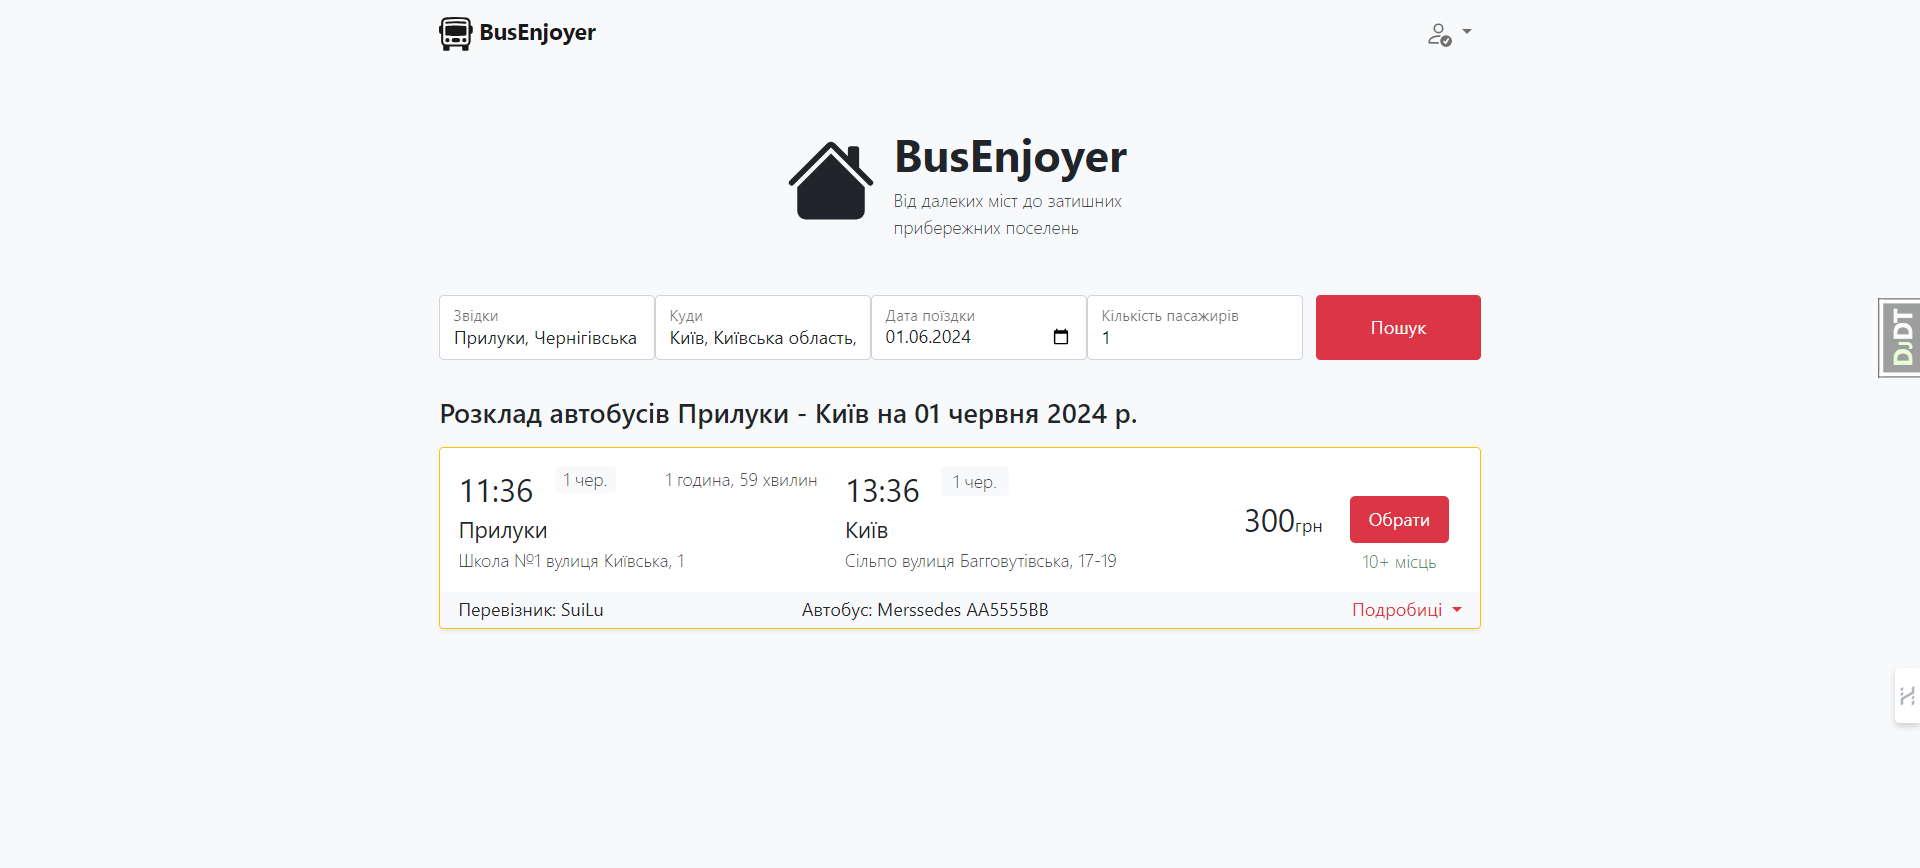 BusEnjoyer
BusEnjoyer
Від далеких міст до затишних
прибережних поселень
Звідки
Прилуки, Чернігівська
Куди
Київ, Київська область,
Дата поїздки
01.06.2024
Кількість пасажирів
1
Пошук
DJDT
Розклад автобусів Прилуки - Київ на 01 червня 2024 р.
11:36 1 чер. 1 година, 59 хвилин 13:36 1 чер.
Прилуки Київ
Школа №1 вулиця Київська, 1 Сільпо вулиця Багговутівська, 17-19
300грн
Обрати
10+ місць
Перевізник: SuiLu Автобус: Merssedes AA5555BB Подробиці